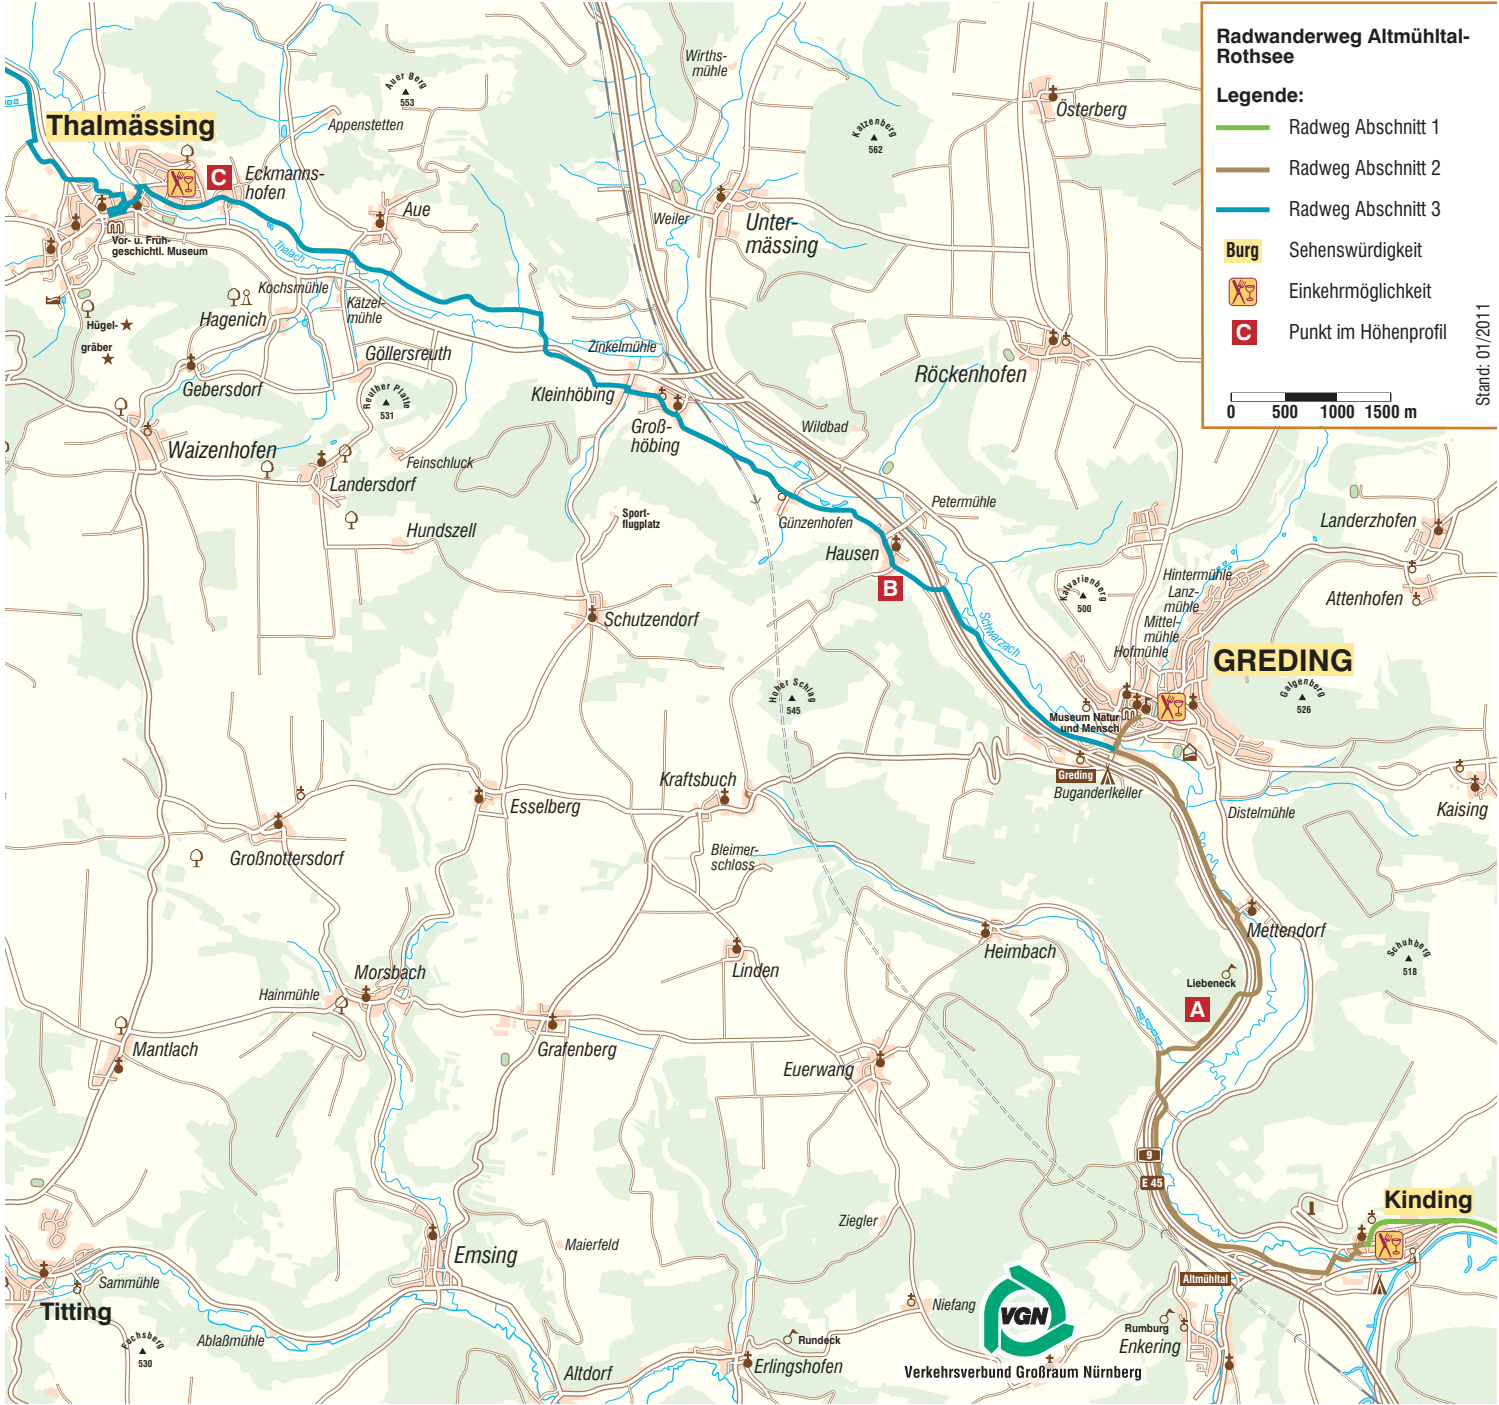 Radwanderweg Altmühltal-
Rothsee
Legende:
Radweg Abschnitt 1
Radweg Abschnitt 2
Radweg Abschnitt 3
Burg Sehenswürdigkeit
Einkehrmöglichkeit
C Punkt im Höhenprofil
0 500 1000 1500 m
Stand: 01/2011
Wirths-
mühle
Auer Berg
553
Appenstetten
Katzenberg
562
Österberg
Thalmässing
C
Eckmanns-
hofen
Aue
Weiler
Unter-
mässing
Vor- u. Früh-
geschichtl. Museum
Thalach
Kochsmühle
Kätzel-
mühle
Hagenich
Hügel-
gräber
Göllersreuth
Zinkelmühle
Gebersdorf
Reuther Platte
531
Kleinhöbing
Röckenhofen
Groß-
höbing
Wildbad
Waizenhofen
Landersdorf
Feinschluck
Hundszell
Sport-
flugplatz
Günzenhofen
Petermühle
Hausen
B
Landerzhofen
Attenhofen
Kalvarienberg
500
Hintermühle
Lanz-
mühle
Mittel-
mühle
Hofmühle
Schwarzach
Schutzendorf
GREDING
Galgenberg
526
Hoher Schlag
545
Museum Natur
und Mensch
Greding
Buganderlkeller
Kraftsbuch
Esselberg
Distelmühle
Kaising
Großnottersdorf
Bleimer-
schloss
Mettendorf
Heimbach
Linden
Schuhberg
518
Liebeneck
A
Morsbach
Hainmühle
Mantlach
Grafenberg
Euerwang
9
E 45
Kinding
Ziegler
Emsing
Maierfeld
Altmühltal
Sammühle
Titting
Ablaßmühle
Fuchsberg
530
Niefang
VGN
Rumburg
Enkering
Rundeck
Erlingshofen
Altdorf
Verkehrsverbund Großraum Nürnberg